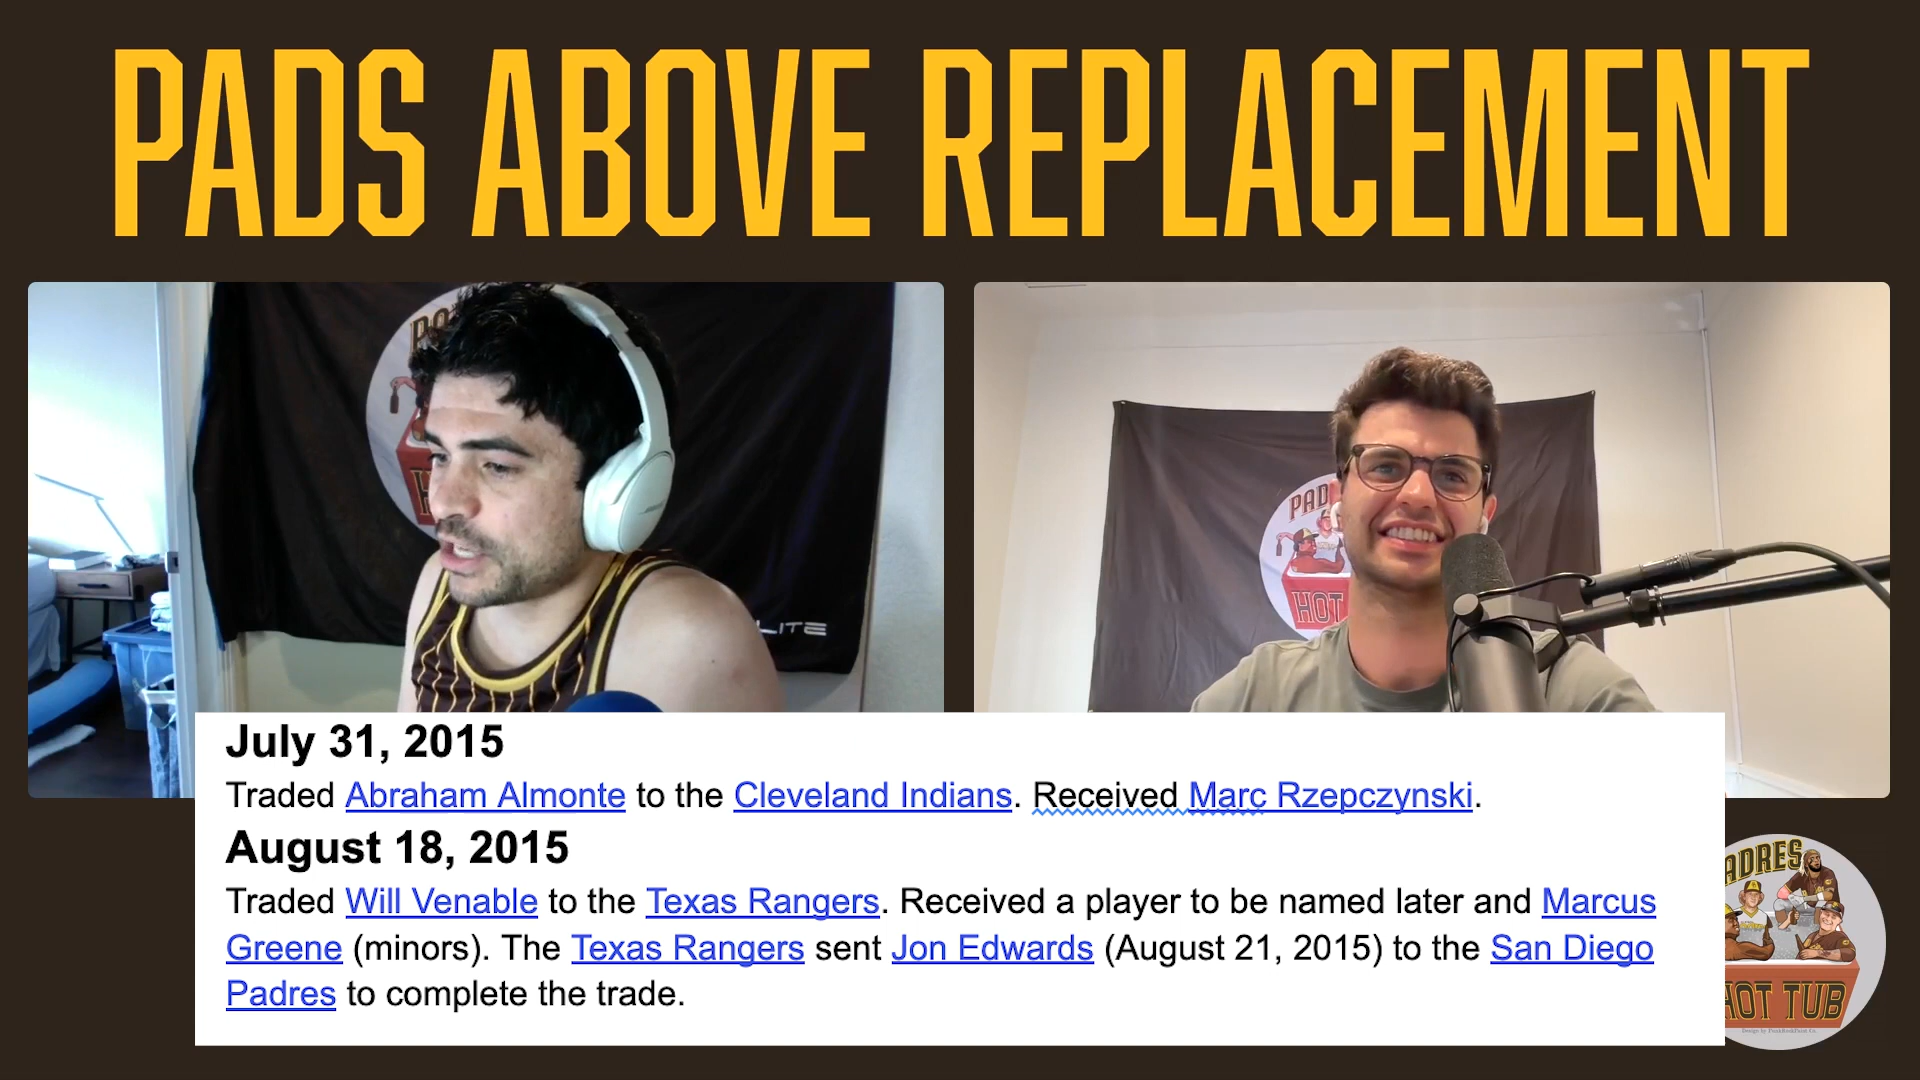 PADS ABOVE REPLACEMENT
LITE
PAD
HOT
July 31, 2015
Traded Abraham Almonte to the Cleveland Indians. Received Marc Rzepczynski.
August 18, 2015
Traded Will Venable to the Texas Rangers. Received a player to be named later and Marcus
Greene (minors). The Texas Rangers sent Jon Edwards (August 21, 2015) to the San Diego
Padres to complete the trade.
ADRES
HOT TUB